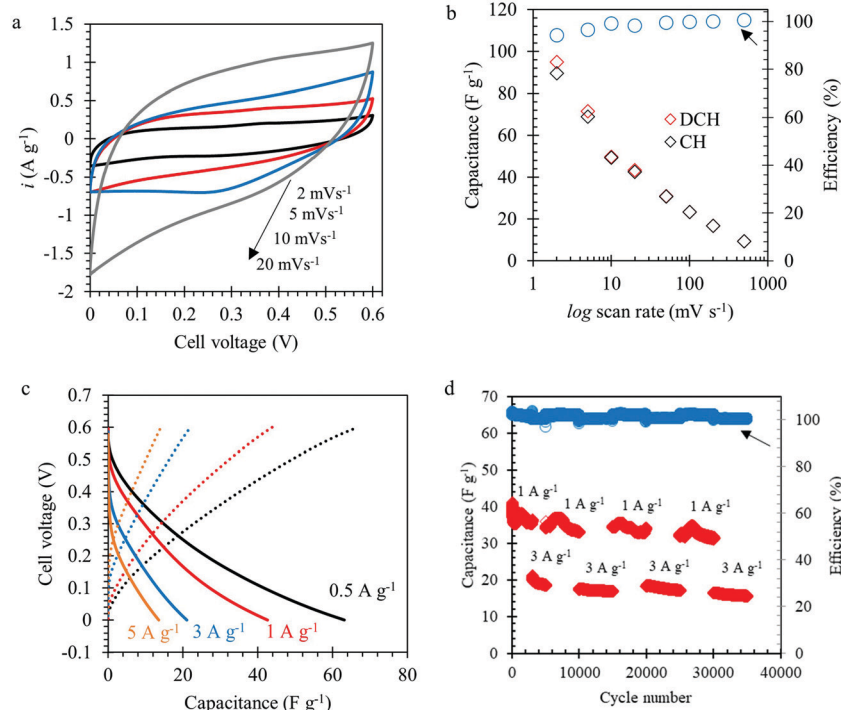 a
1.5
1
0.5
0
-0.5
-1
-1.5
-2
i (A g-1)
2 mVs-1
5 mVs-1
10 mVs-1
20 mVs-1
0 0.1 0.2 0.3 0.4 0.5 0.6
Cell voltage (V)
b
120
100
80
60
40
20
0
Capacitance (F g-1)
DCH
CH
100
80
60
40
20
0
Efficiency (%)
1 10 100 1000
log scan rate (mV s-1)
c
0.7
0.6
0.5
0.4
0.3
0.2
0.1
0
-0.1
Cell voltage (V)
0.5 A g-1
5 A g-1 3 A g-1 1 A g-1
0 20 40 60 80
Capacitance (F g-1)
d
70
60
50
40
30
20
10
0
Capacitance (F g-1)
1 A g-1 1 A g-1 1 A g-1 1 A g-1
3 A g-1 3 A g-1 3 A g-1 3 A g-1
100
80
60
40
20
0
Efficiency (%)
0 10000 20000 30000 40000
Cycle number